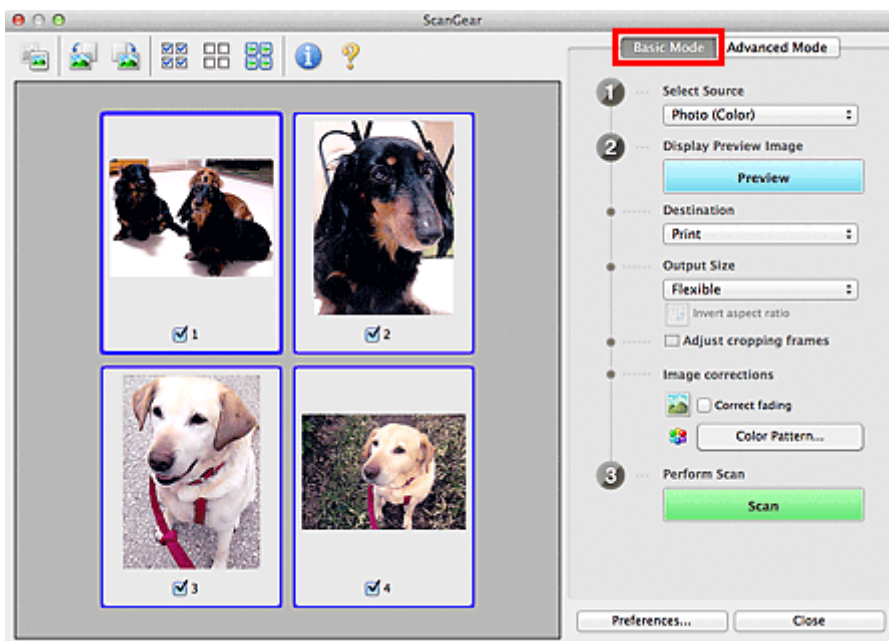 ScanGear
Basic Mode
Advanced Mode
Select Source
1
Photo (Color)
Display Preview Image
2
Preview
Destination
Print
Output Size
Flexible
Invert aspect ratio
Adjust cropping frames
Image corrections
Correct fading
Color Pattern...
Perform Scan
3
Scan
1
2
3
4
Preferences...
Close